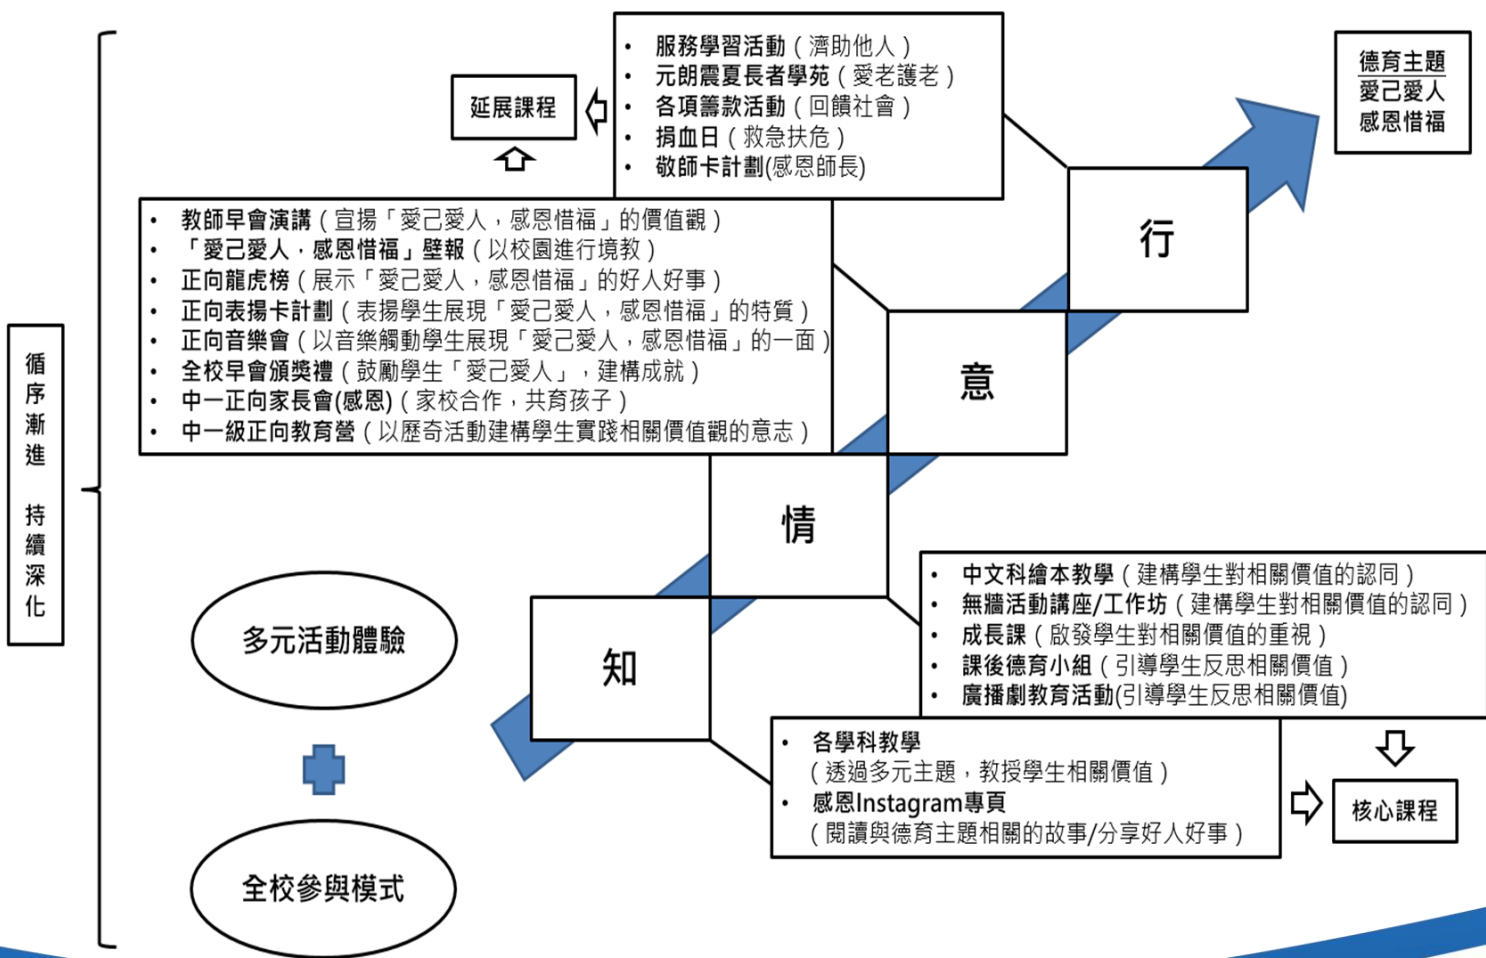 • 服務學習活動（濟助他人）
• 元朗震夏長者學苑（愛老護老）
• 各項籌款活動（回饋社會）
• 捐血日（救急扶危）
• 敬師卡計劃(感恩師長)
延展課程
德育主題
愛己愛人
感恩惜福
行
• 教師早會演講（宣揚「愛己愛人，感恩惜福」的價值觀）
• 「愛己愛人，感恩惜福」壁報（以校園進行境教）
• 正向龍虎榜（展示「愛己愛人，感恩惜福」的好人好事）
• 正向表揚卡計劃（表揚學生展現「愛己愛人，感恩惜福」的特質）
• 正向音樂會（以音樂觸動學生展現「愛己愛人，感恩惜福」的一面）
• 全校早會頒獎禮（鼓勵學生「愛己愛人」，建構成就）
• 中一正向家長會(感恩)（家校合作，共育孩子）
• 中一級正向教育營（以歷奇活動建構學生實踐相關價值觀的意志）
意
循序漸進 持續深化
情
• 中文科繪本教學（建構學生對相關價值的認同）
• 無牆活動講座/工作坊（建構學生對相關價值的認同）
• 成長課（啟發學生對相關價值的重視）
• 課後德育小組（引導學生反思相關價值）
• 廣播劇教育活動(引導學生反思相關價值)
多元活動體驗
知
• 各學科教學
（透過多元主題，教授學生相關價值）
• 感恩Instagram專頁
（閱讀與德育主題相關的故事/分享好人好事）
核心課程
全校參與模式